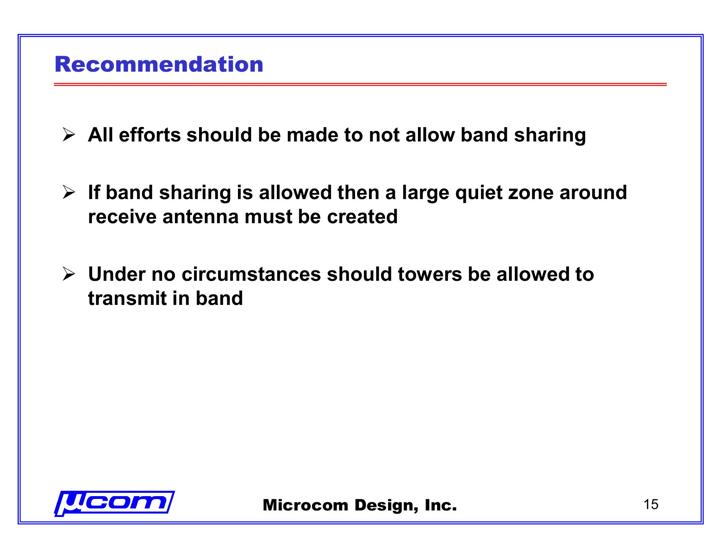 Recommendation
➢ All efforts should be made to not allow band sharing
➢ If band sharing is allowed then a large quiet zone around
receive antenna must be created
➢ Under no circumstances should towers be allowed to
transmit in band
µcom
Microcom Design, Inc.
15